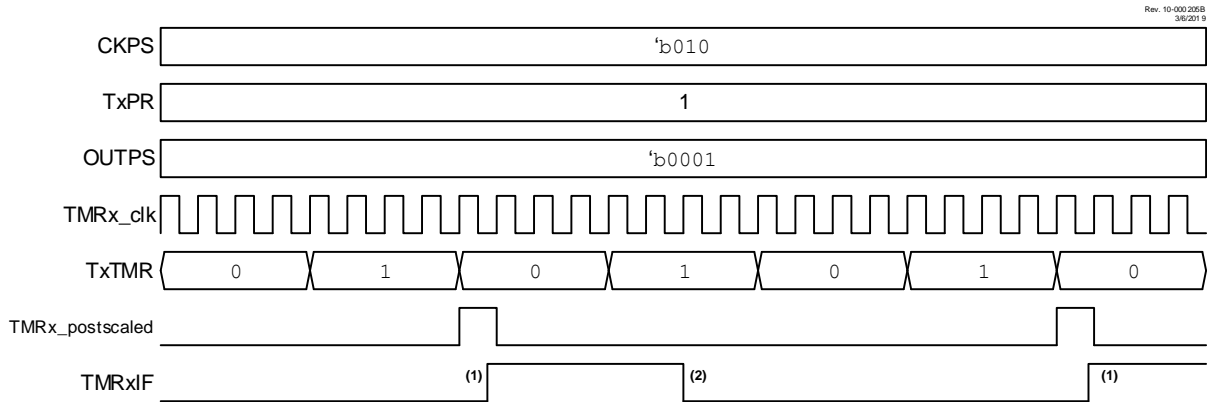 Rev. 10-000205B
3/6/2019
CKPS
‘b010
TxPR
1
OUTPS
‘b0001
TMRx_clk
TxTMR
0 1 0 1 0 1 0
TMRx_postscaled
TMRxIF
(1) (2) (1)